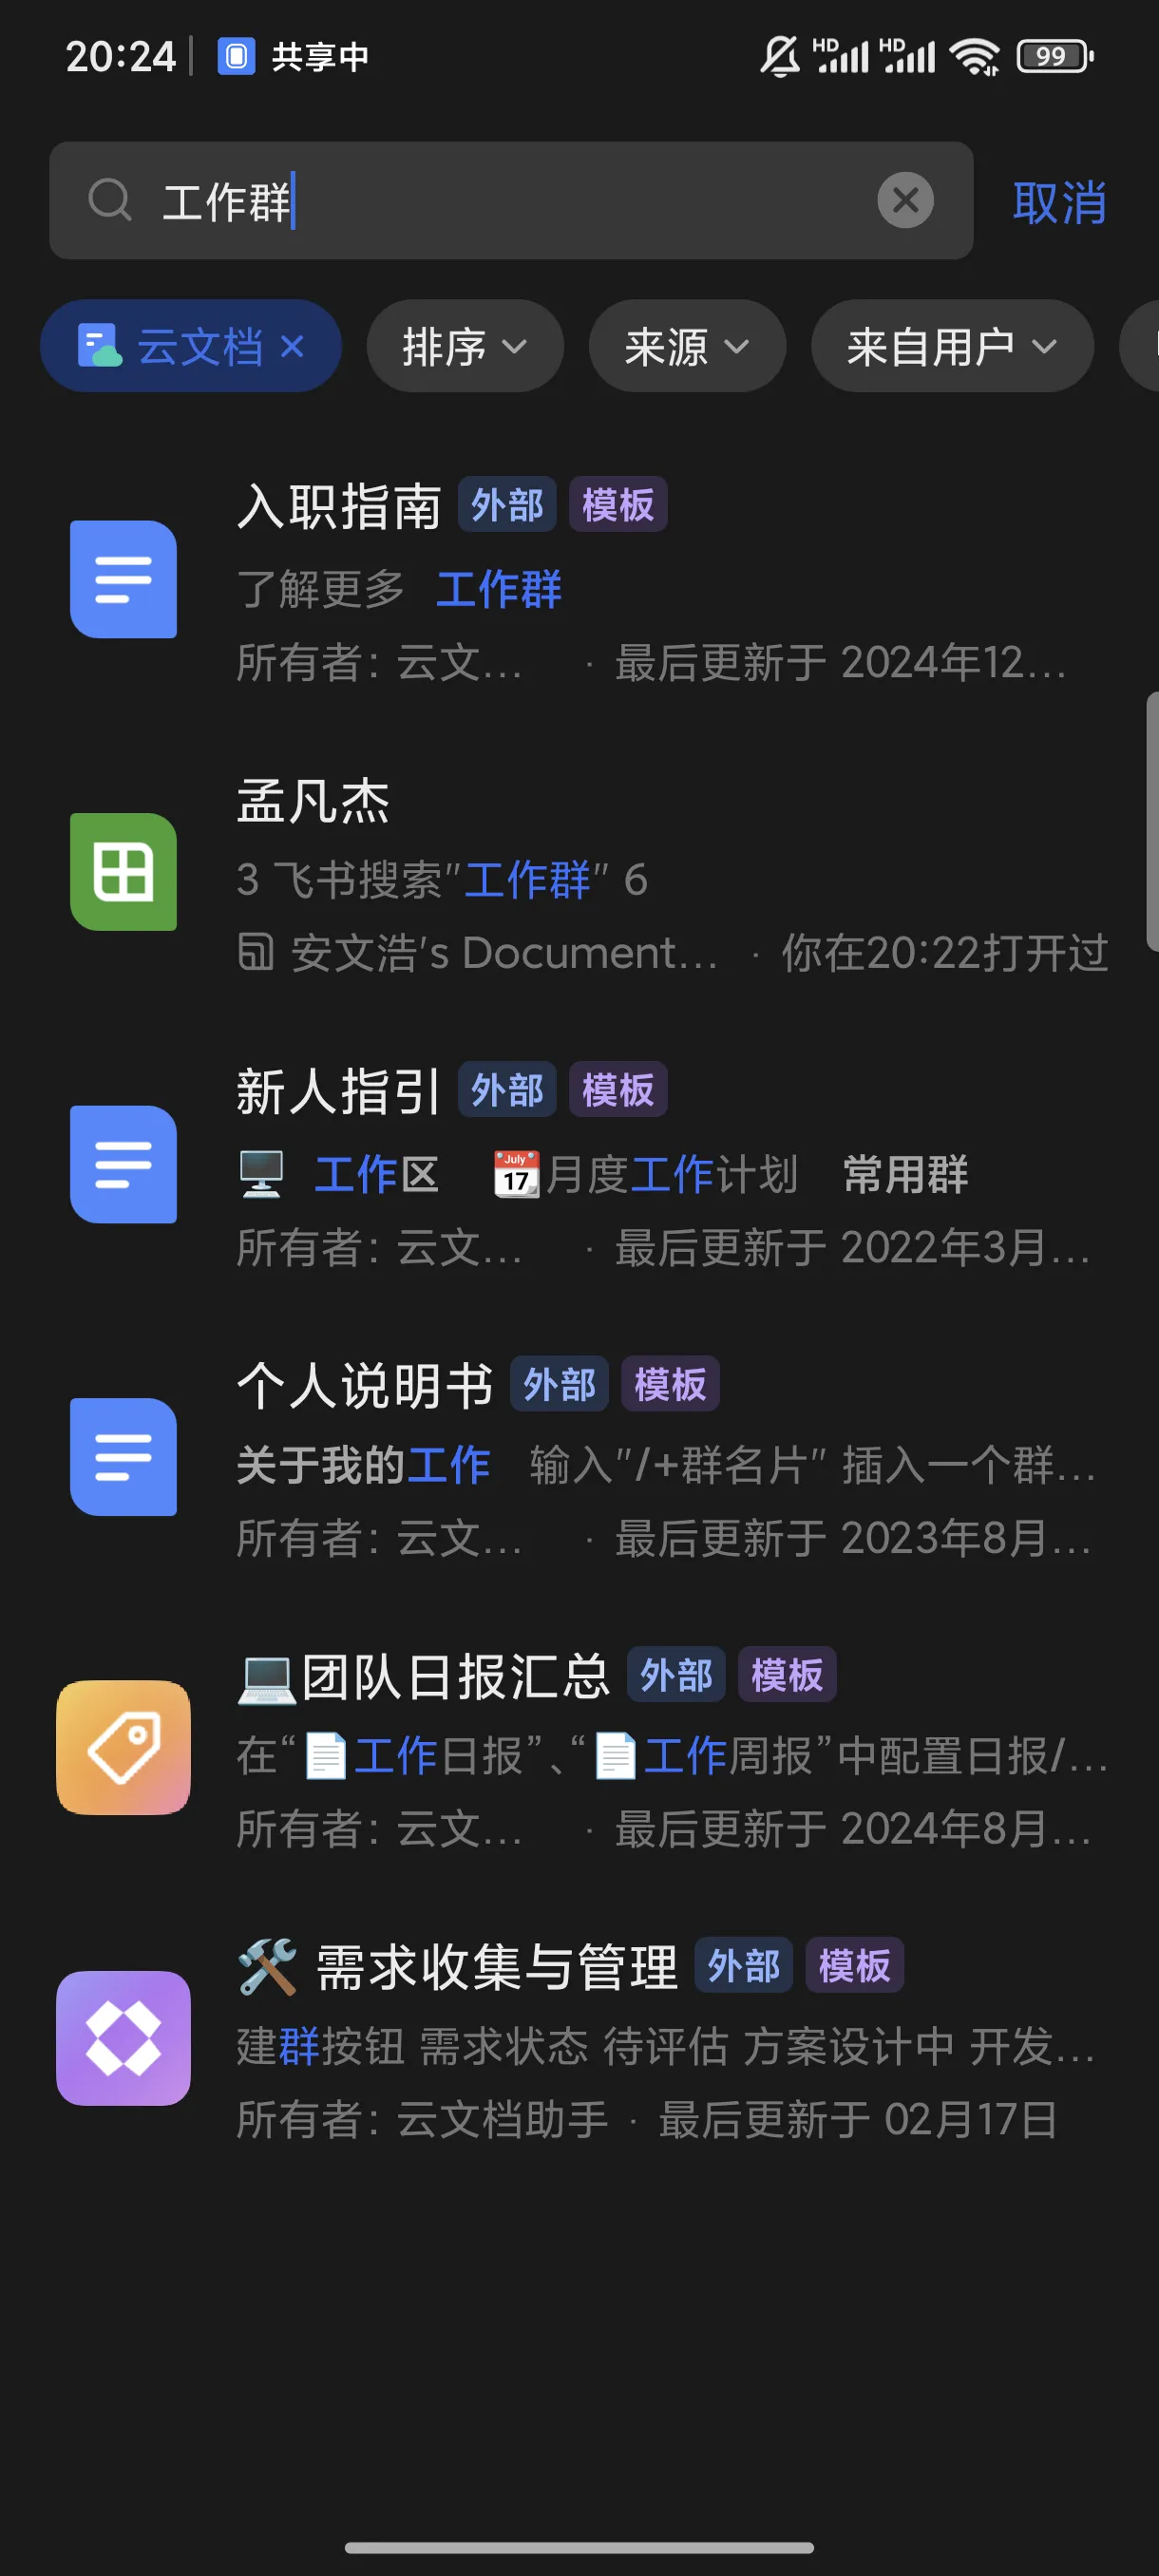 20:24 共享中 HD HD 99
工作群 取消
云文档 排序 来源 来自用户
入职指南 外部 模板
了解更多 工作群
所有者：云文... · 最后更新于 2024年12...
孟凡杰
3 飞书搜索"工作群" 6
安文浩's Document... · 你在20:22打开过
新人指引 外部 模板
🖥️ 工作区 📆月度工作计划 常用群
所有者：云文... · 最后更新于 2022年3月...
个人说明书 外部 模板
关于我的工作 输入"/+群名片" 插入一个群...
所有者：云文... · 最后更新于 2023年8月...
💻团队日报汇总 外部 模板
在“📄工作日报”、“📄工作周报”中配置日报/...
所有者：云文... · 最后更新于 2024年8月...
🛠️ 需求收集与管理 外部 模板
建群按钮 需求状态 待评估 方案设计中 开发...
所有者：云文档助手 · 最后更新于 02月17日